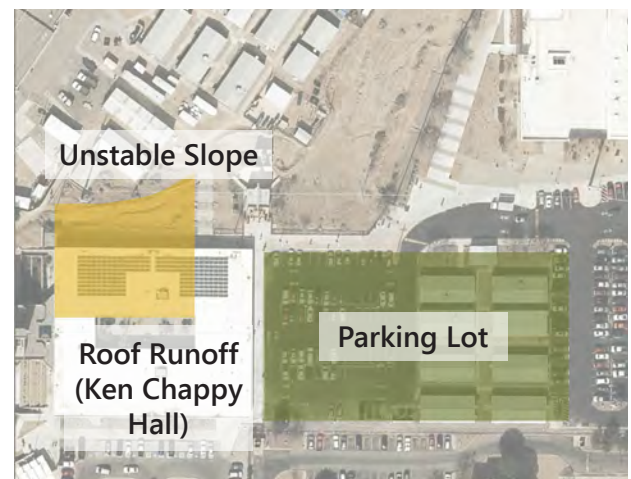 Unstable Slope
Parking Lot
Roof Runoff
(Ken Chappy
Hall)